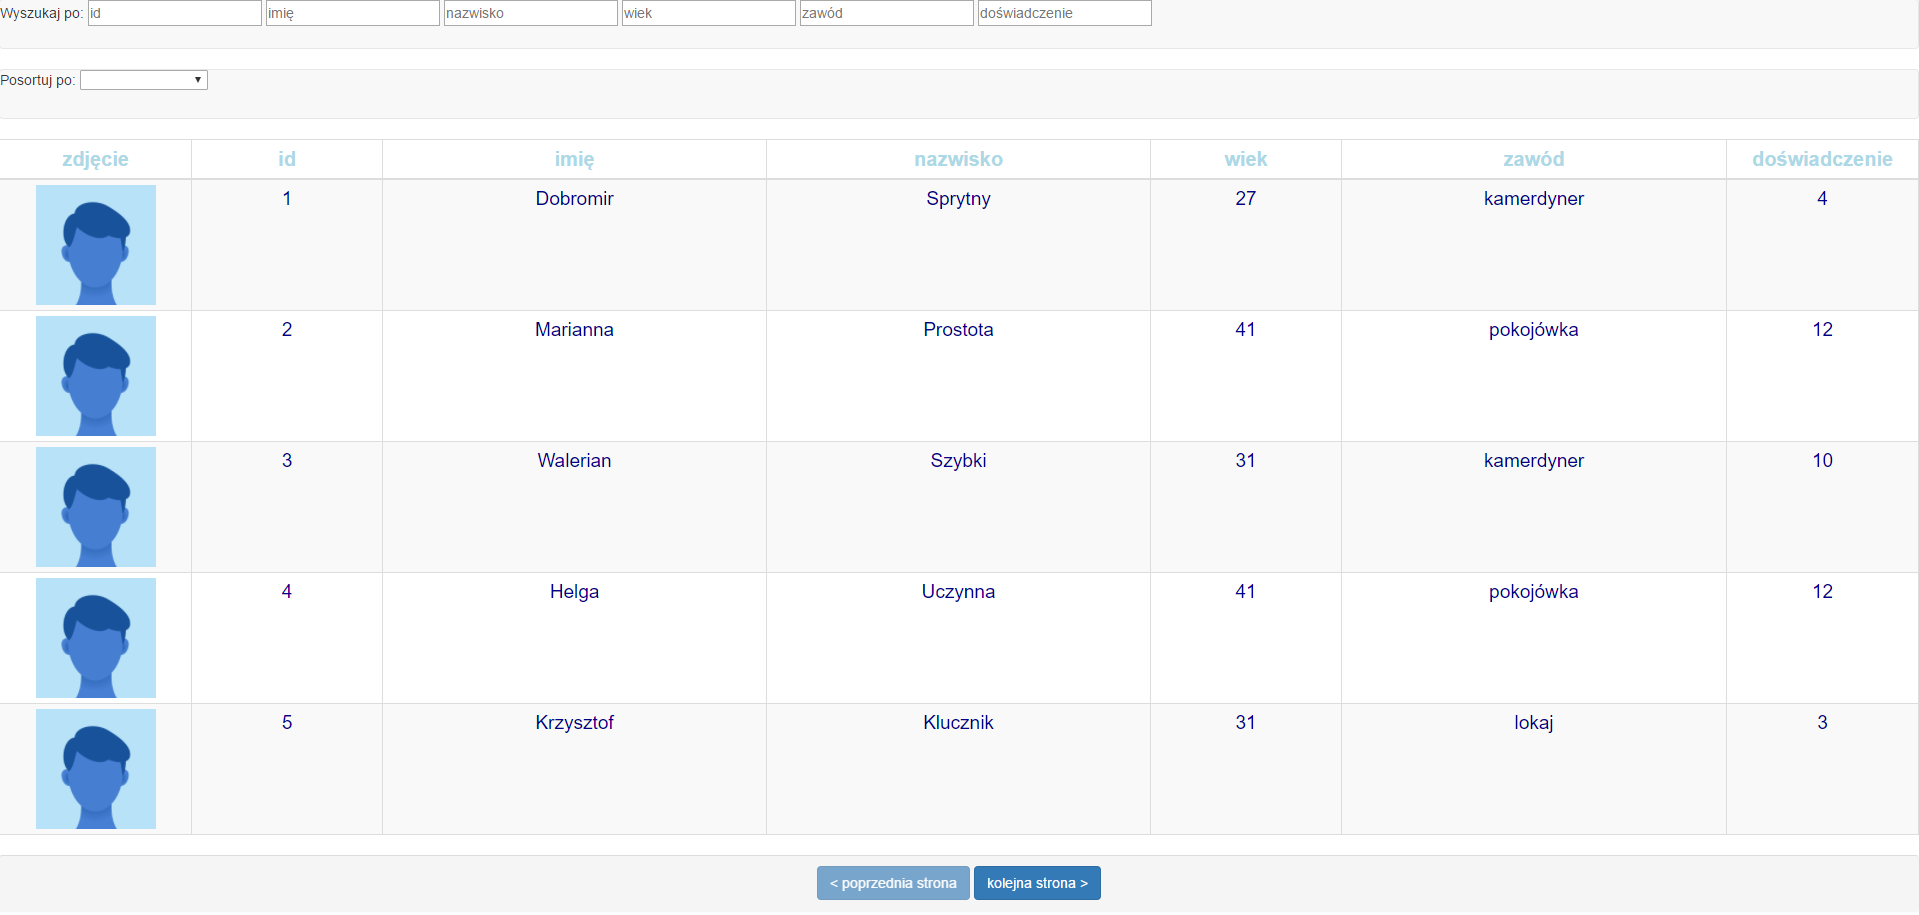 Wyszukaj po: id imię nazwisko wiek zawód doświadczenie
Posortuj po:
zdjęcie id imię nazwisko wiek zawód doświadczenie
1 Dobromir Sprytny 27 kamerdyner 4
2 Marianna Prostota 41 pokojówka 12
3 Walerian Szybki 31 kamerdyner 10
4 Helga Uczynna 41 pokojówka 12
5 Krzysztof Klucznik 31 lokaj 3
< poprzednia strona kolejna strona >